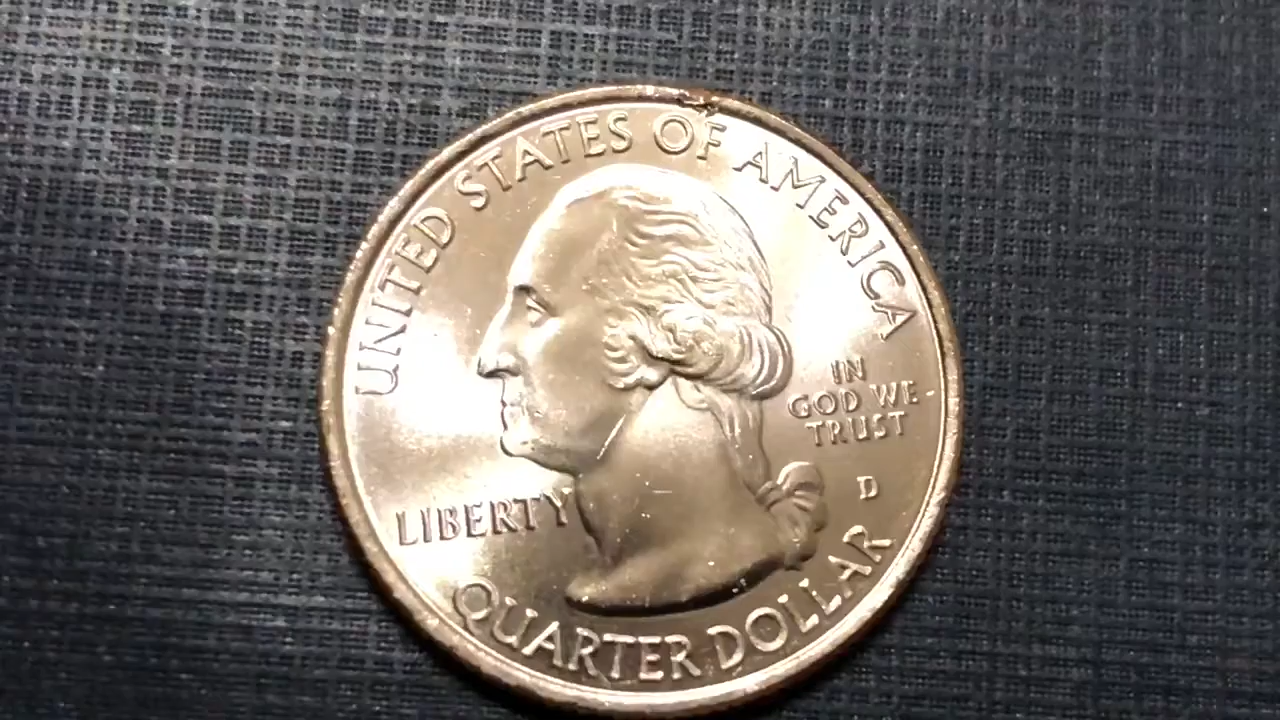 UNITED STATES OF AMERICA
IN
GOD WE
TRUST
D
LIBERTY
QUARTER DOLLAR